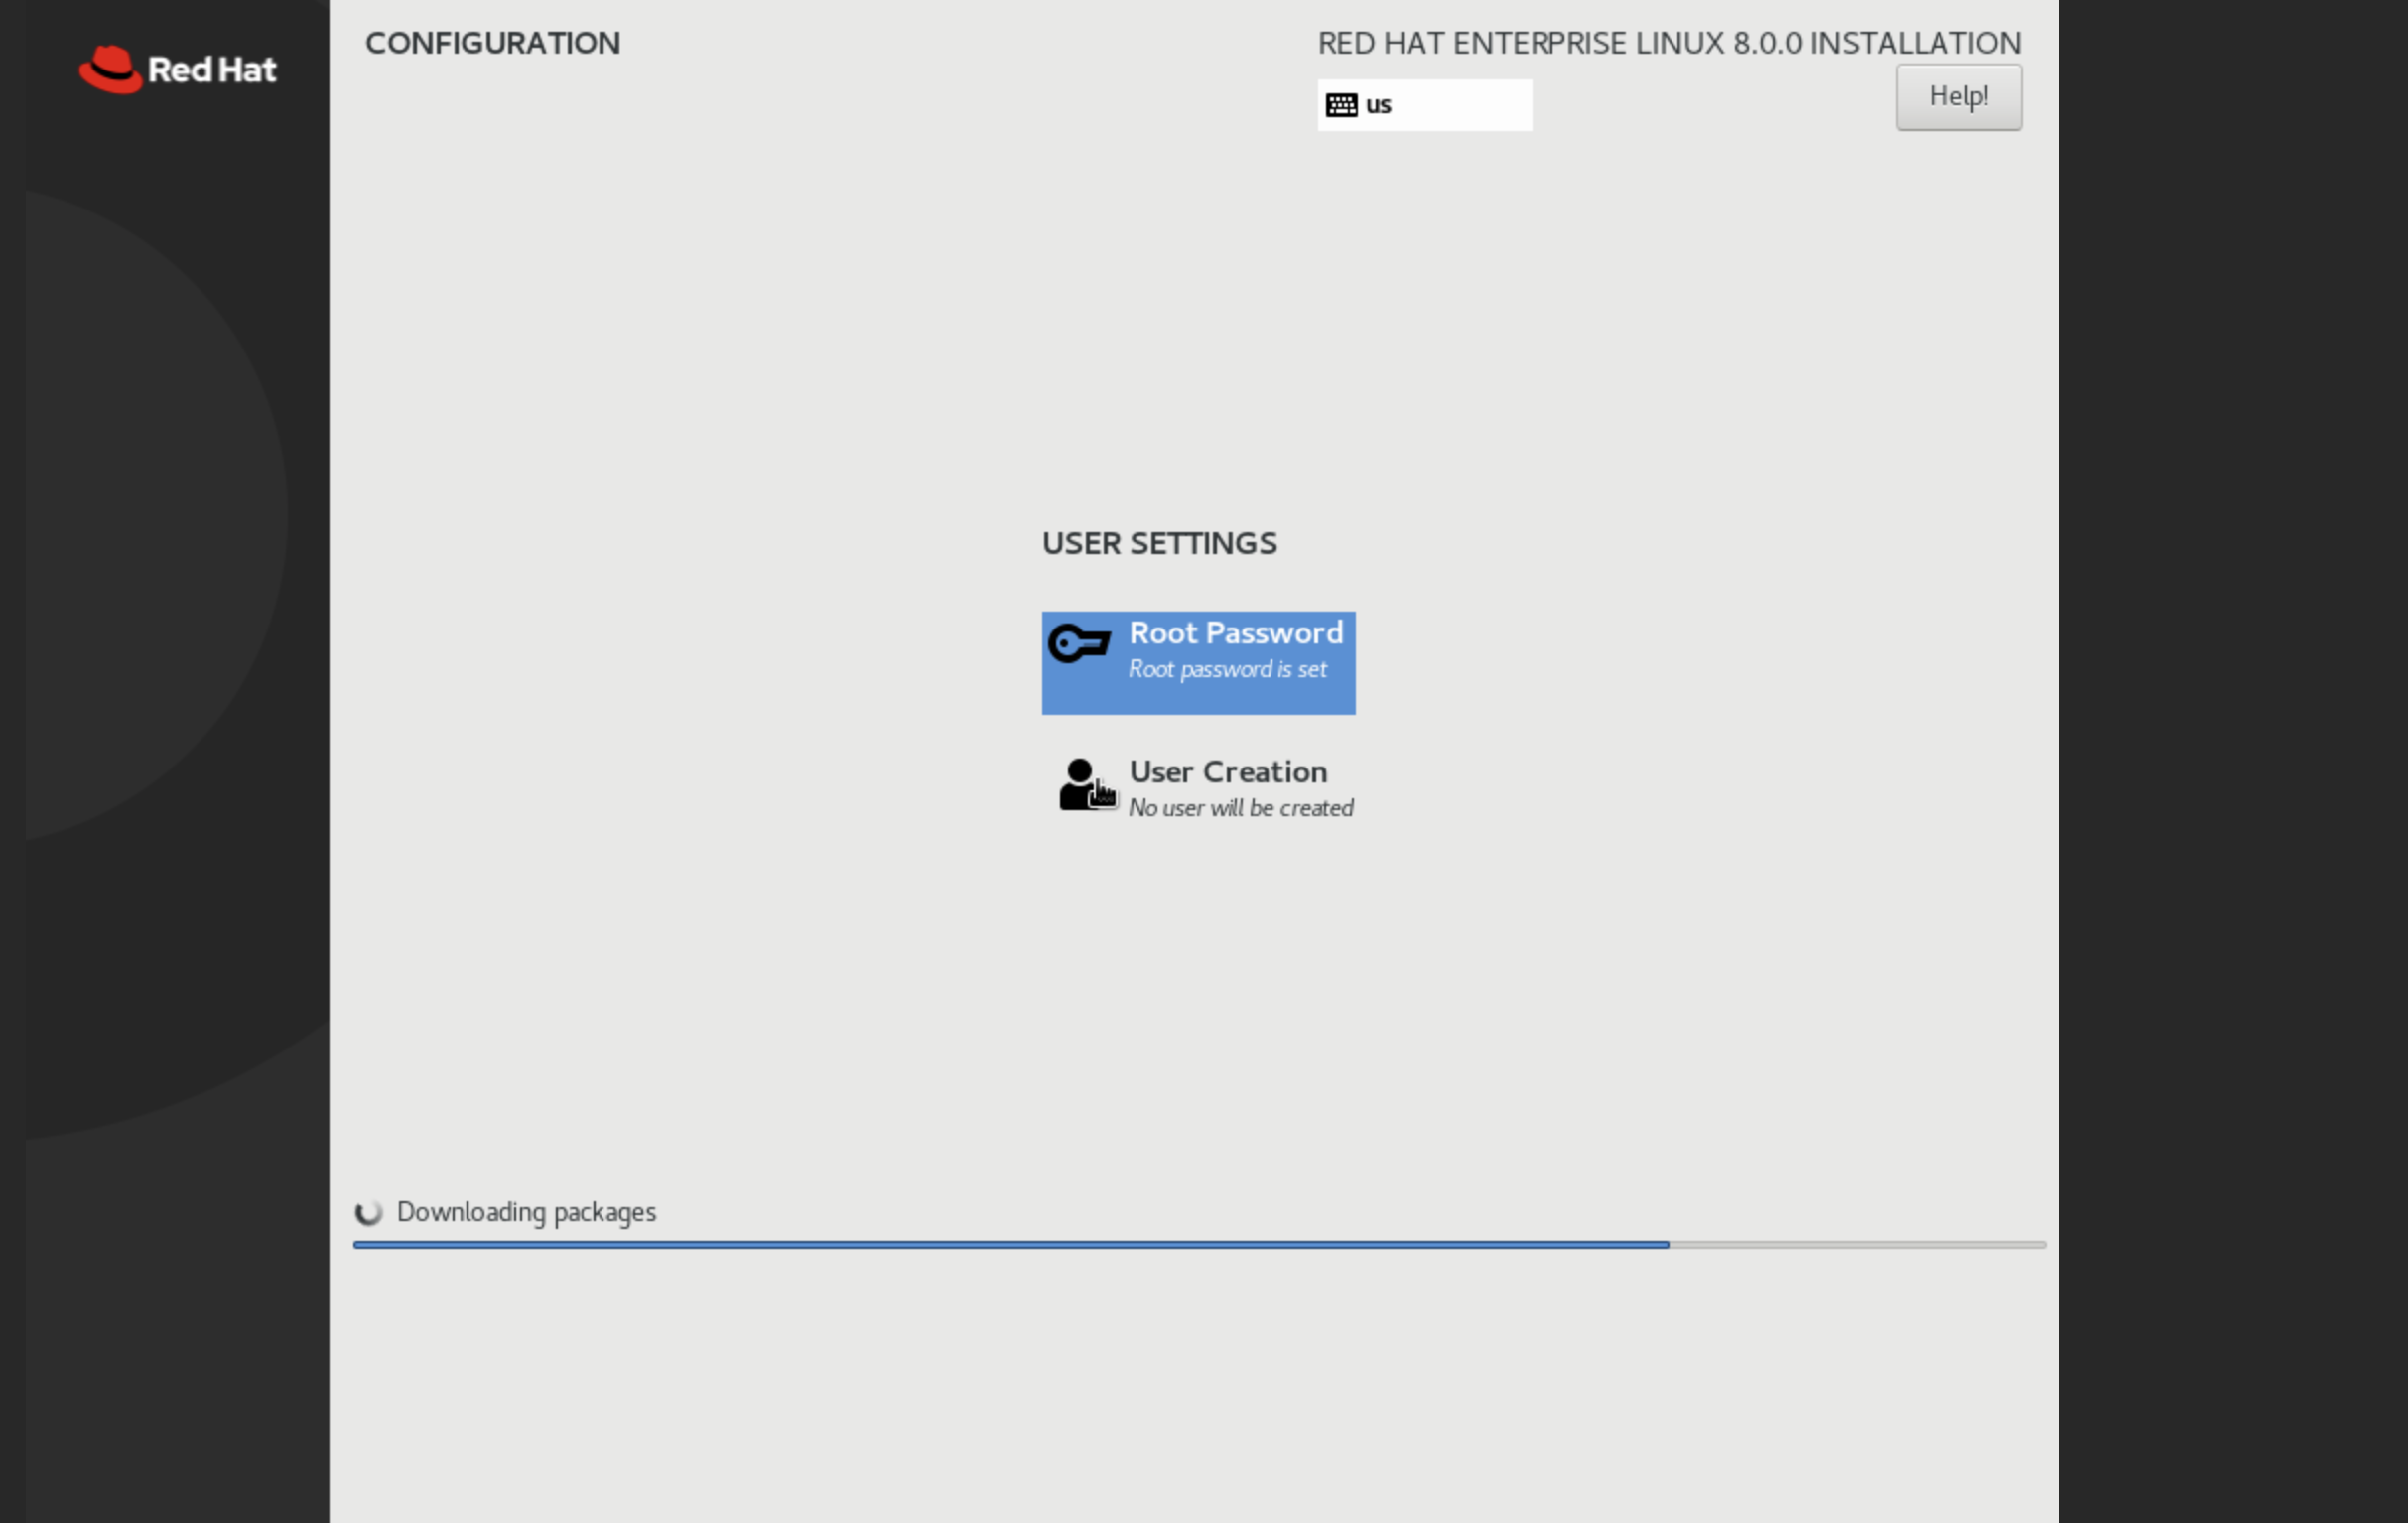 Red Hat
CONFIGURATION
RED HAT ENTERPRISE LINUX 8.0.0 INSTALLATION
us
Help!
USER SETTINGS
Root Password
Root password is set
User Creation
No user will be created
Downloading packages